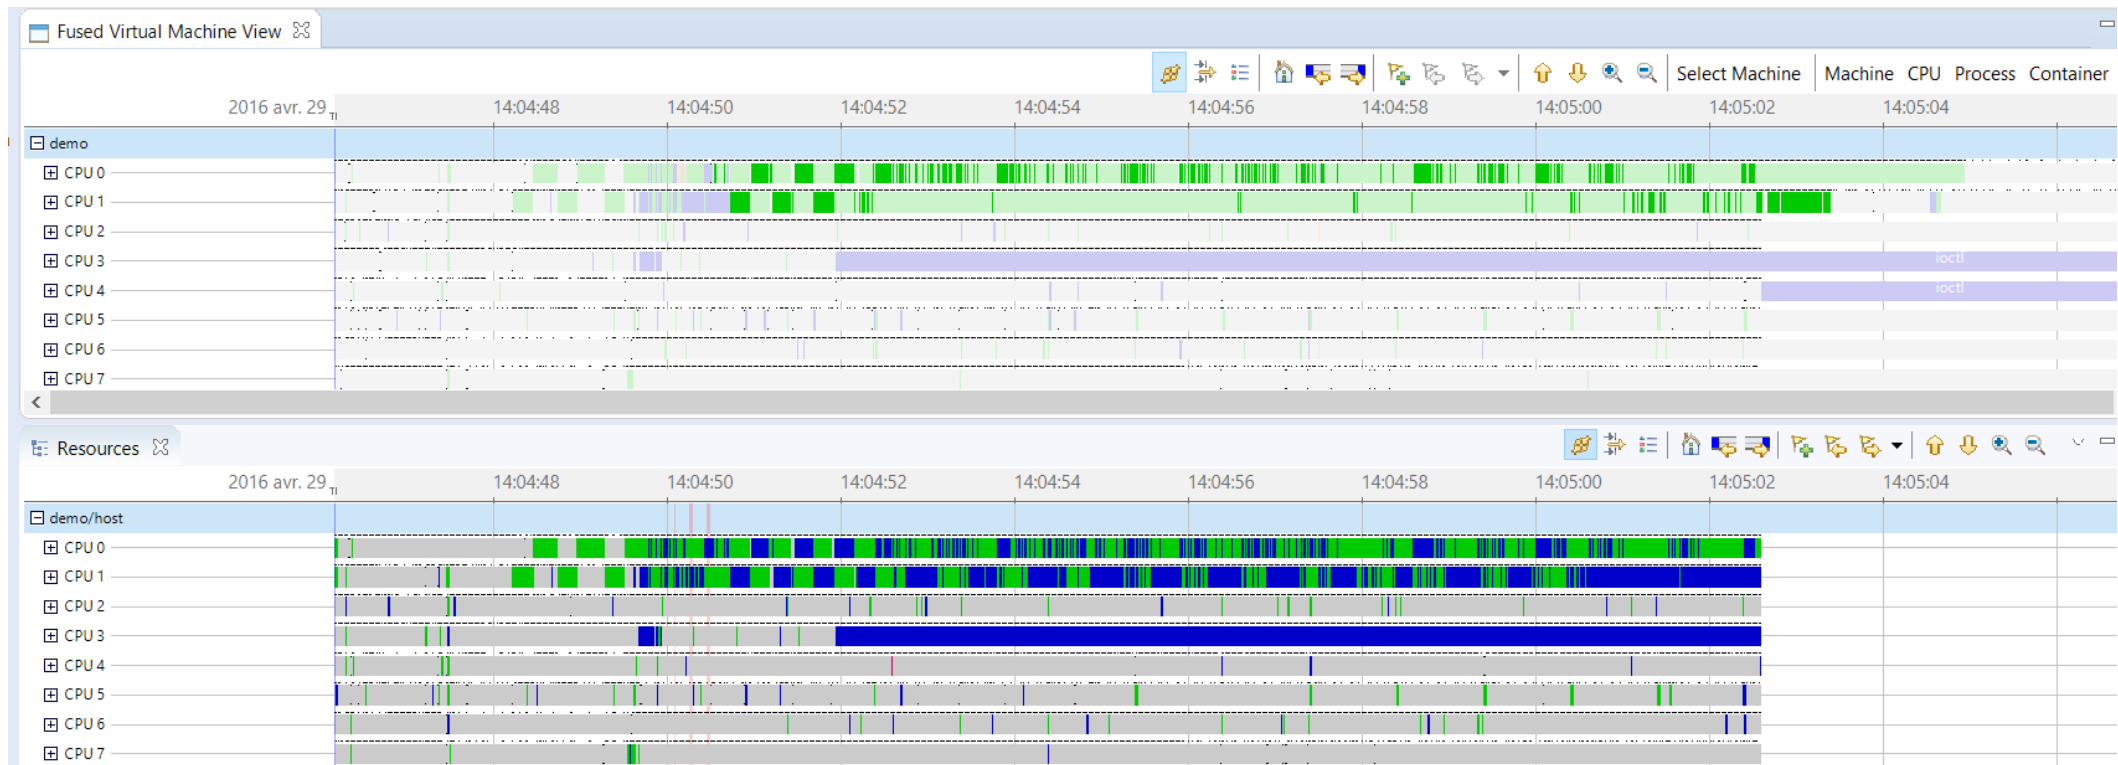 Fused Virtual Machine View
Select Machine Machine CPU Process Container
2016 avr. 29 14:04:48 14:04:50 14:04:52 14:04:54 14:04:56 14:04:58 14:05:00 14:05:02 14:05:04
demo
CPU 0
CPU 1
CPU 2
CPU 3 ioctl
CPU 4 ioctl
CPU 5
CPU 6
CPU 7
Resources
2016 avr. 29 14:04:48 14:04:50 14:04:52 14:04:54 14:04:56 14:04:58 14:05:00 14:05:02 14:05:04
demo/host
CPU 0
CPU 1
CPU 2
CPU 3
CPU 4
CPU 5
CPU 6
CPU 7